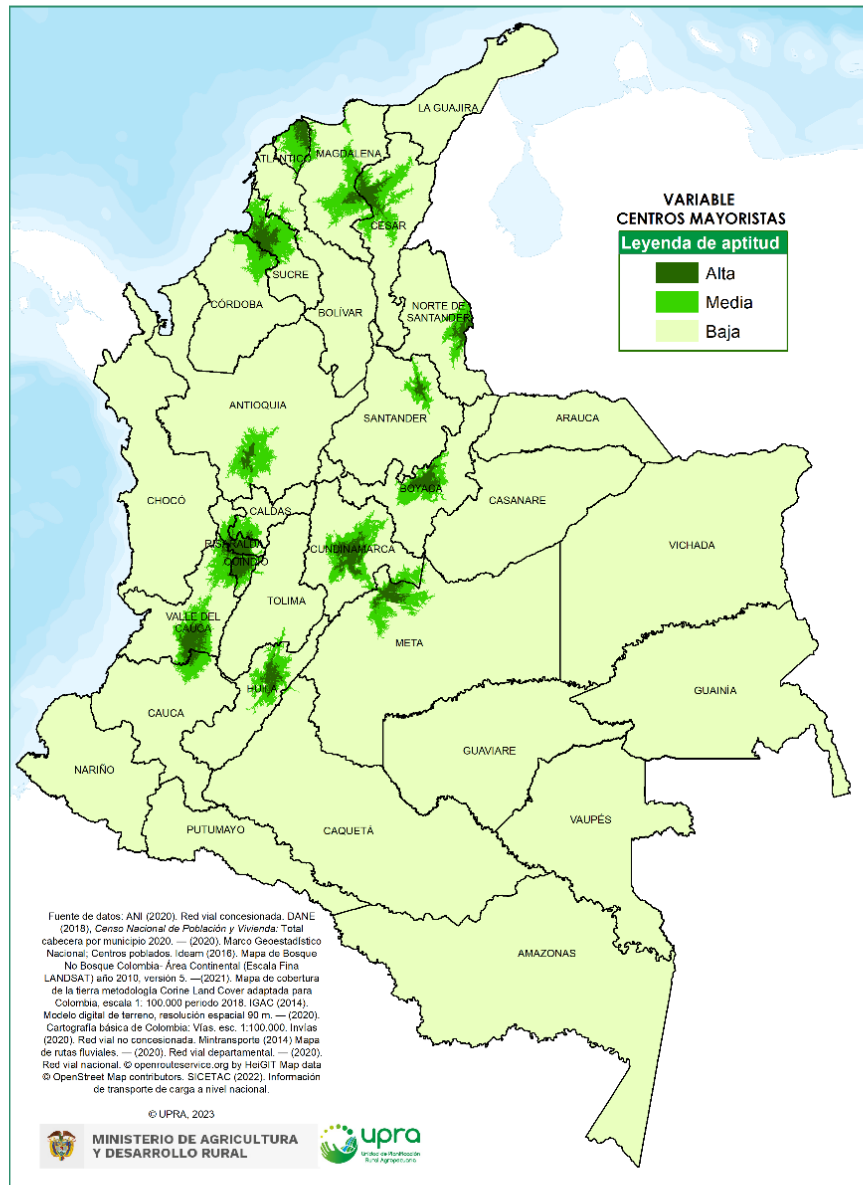 LA GUAJIRA
ATLÁNTICO
MAGDALENA
CESAR
VARIABLE
CENTROS MAYORISTAS
Leyenda de aptitud
Alta
Media
Baja
SUCRE
CÓRDOBA
BOLÍVAR
NORTE DE
SANTANDER
ANTIOQUIA
SANTANDER
ARAUCA
BOYACÁ
CASANARE
CHOCÓ
CALDAS
VICHADA
RISARALDA
QUINDÍO
CUNDINAMARCA
TOLIMA
VALLE DEL
CAUCA
META
HUILA
GUAINÍA
CAUCA
GUAVIARE
NARIÑO
VAUPÉS
PUTUMAYO
CAQUETÁ
AMAZONAS
Fuente de datos: ANI (2020). Red vial concesionada. DANE
(2018), Censo Nacional de Población y Vivienda: Total
cabecera por municipio 2020. — (2020). Marco Geoestadístico
Nacional; Centros poblados. Ideam (2016). Mapa de Bosque
No Bosque Colombia- Área Continental (Escala Fina
LANDSAT) año 2010, versión 5. —(2021). Mapa de cobertura
de la tierra metodología Corine Land Cover adaptada para
Colombia, escala 1: 100.000 periodo 2018. IGAC (2014).
Modelo digital de terreno, resolución espacial 90 m. — (2020).
Cartografía básica de Colombia: Vías. esc. 1:100.000. Invías
(2020). Red vial no concesionada. Mintransporte (2014) Mapa
de rutas fluviales. — (2020). Red vial departamental. — (2020).
Red vial nacional. © openrouteservice.org by HeiGIT Map data
© OpenStreet Map contributors. SICETAC (2022). Información
de transporte de carga a nivel nacional.
© UPRA, 2023
MINISTERIO DE AGRICULTURA
Y DESARROLLO RURAL
upra
Unidad de Planificación
Rural Agropecuaria